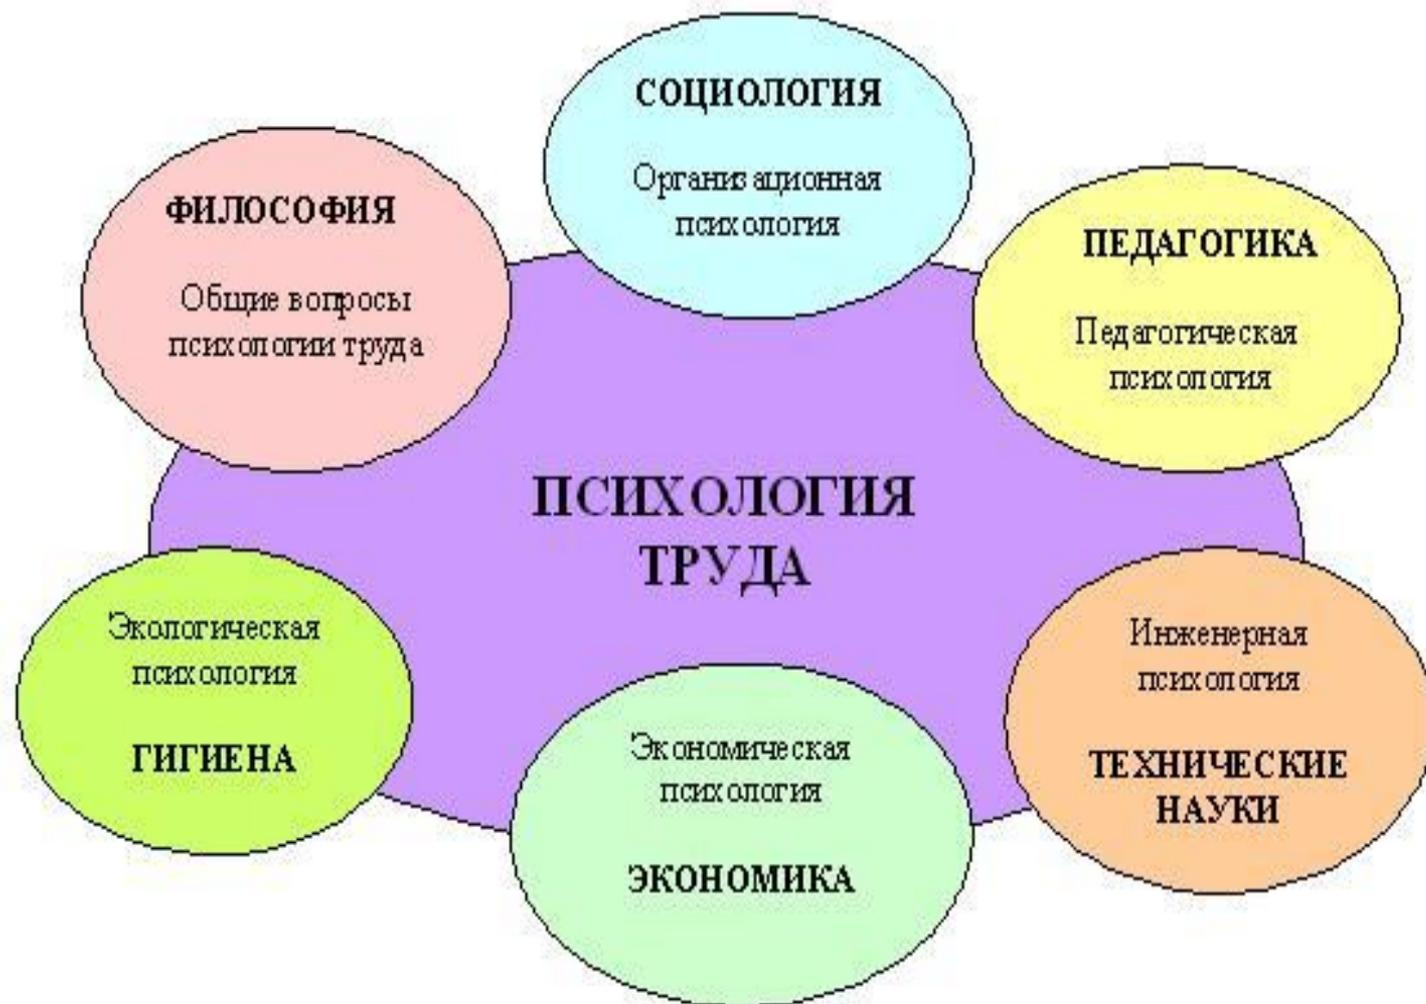 СОЦИОЛОГИЯ
Организационная
психология
ФИЛОСОФИЯ
Общие вопросы
психологии труда
ПЕДАГОГИКА
Педагогическая
психология
ПСИХОЛОГИЯ
ТРУДА
Экологическая
психология
ГИГИЕНА
Экономическая
психология
ЭКОНОМИКА
Инженерная
психология
ТЕХНИЧЕСКИЕ
НАУКИ